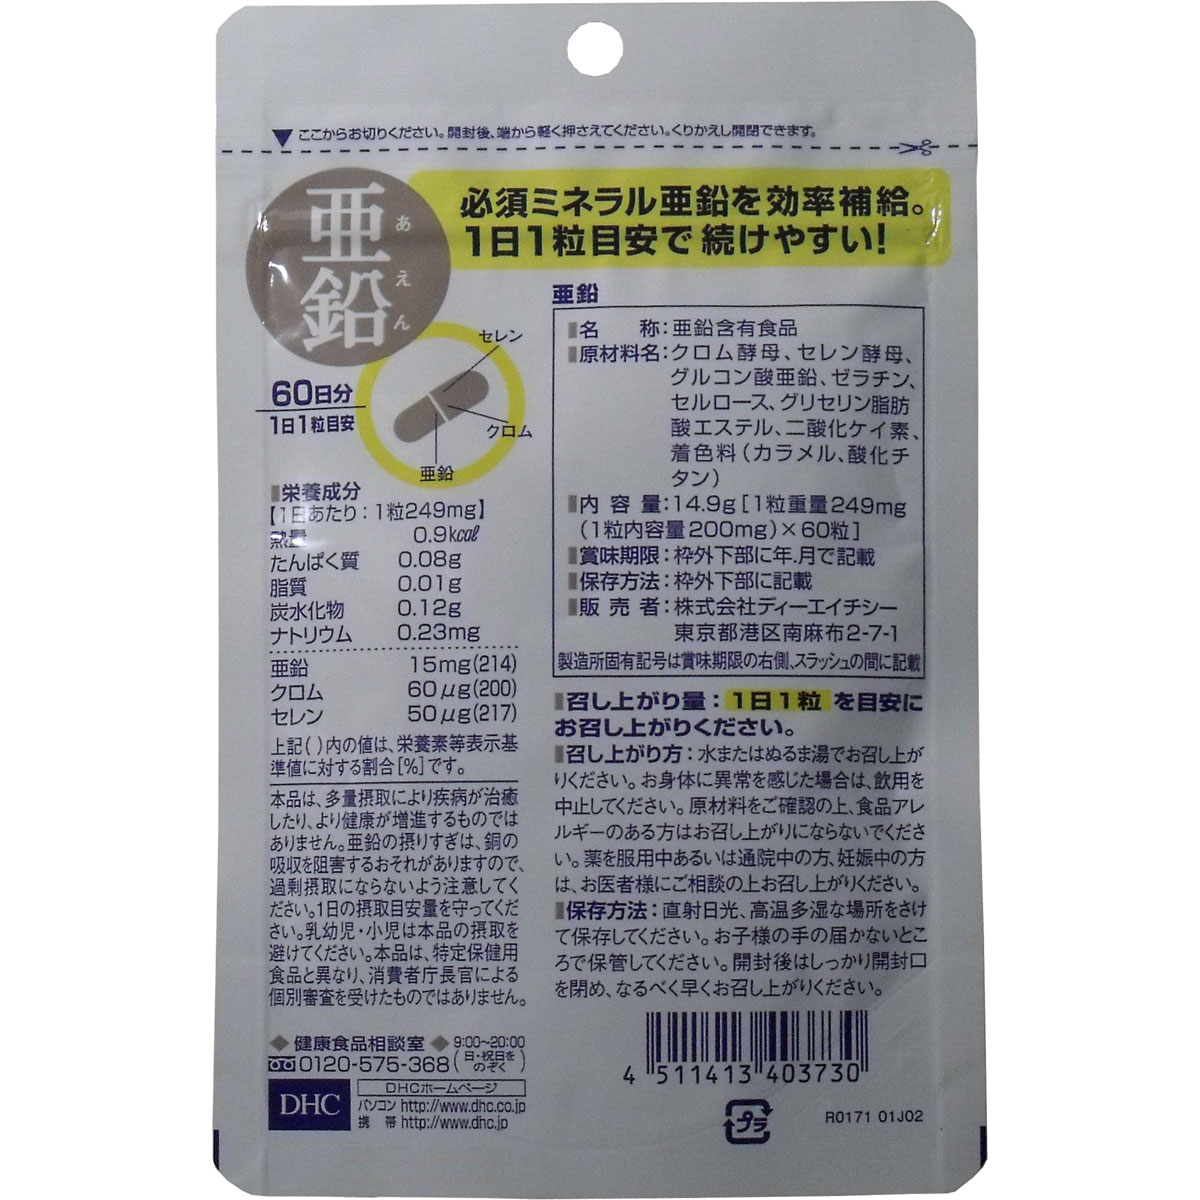 ▼ここからお切りください。開封後、端から軽く押さえてください。くりかえし開閉できます。
亜鉛
あえん
必須ミネラル亜鉛を効率補給。
1日1粒目安で続けやすい!
60日分
1日1粒目安
セレン
クロム
亜鉛
栄養成分
【1日あたり:1粒249mg】
熱量 0.9kcal
たんぱく質 0.08g
脂質 0.01g
炭水化物 0.12g
ナトリウム 0.23mg
亜鉛 15mg(214)
クロム 60μg(200)
セレン 50μg(217)
上記( )内の値は、栄養素等表示基
準値に対する割合[%]です。
本品は、多量摂取により疾病が治癒
したり、より健康が増進するものでは
ありません。亜鉛の摂りすぎは、銅の
吸収を阻害するおそれがありますので、
過剰摂取にならないよう注意してく
ださい。1日の摂取目安量を守ってくだ
さい。乳幼児・小児は本品の摂取を
避けてください。本品は、特定保健用
食品と異なり、消費者庁長官による
個別審査を受けたものではありません。
◆健康食品相談室◆ 9:00~20:00
0120-575-368 (日・祝日をのぞく)
DHC
DHCホームページ
パソコン http://www.dhc.co.jp
携帯 http://www.dhc.jp
亜鉛
名称:亜鉛含有食品
原材料名:クロム酵母、セレン酵母、
グルコン酸亜鉛、ゼラチン、
セルロース、グリセリン脂肪
酸エステル、二酸化ケイ素、
着色料(カラメル、酸化チ
タン)
内容量:14.9g[1粒重量249mg
(1粒内容量200mg)×60粒]
賞味期限:枠外下部に年.月で記載
保存方法:枠外下部に記載
販売者:株式会社ディーエイチシー
東京都港区南麻布2-7-1
製造所固有記号は賞味期限の右側、スラッシュの間に記載
召し上がり量:1日1粒を目安に
お召し上がりください。
召し上がり方:水またはぬるま湯でお召し上が
りください。お身体に異常を感じた場合は、飲用を
中止してください。原材料をご確認の上、食品アレ
ルギーのある方はお召し上がりにならないでくださ
い。薬を服用中あるいは通院中の方、妊娠中の方
は、お医者様にご相談の上お召し上がりください。
保存方法:直射日光、高温多湿な場所をさけ
て保存してください。お子様の手の届かないとこ
ろで保管してください。開封後はしっかり開封口
を閉め、なるべく早くお召し上がりください。
4 511413 403730
プラ
R0171 01J02